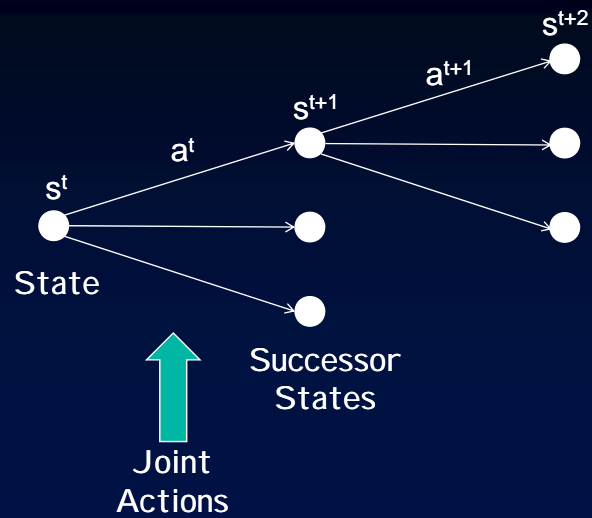 s^{t+2}
a^{t+1}
s^{t+1}
a^t
s^t
State
Successor
States
Joint
Actions